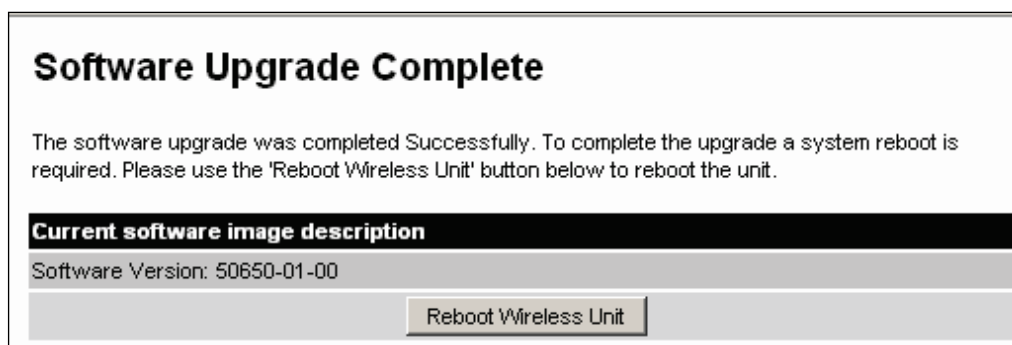 Software Upgrade Complete
The software upgrade was completed Successfully. To complete the upgrade a system reboot is
required. Please use the 'Reboot Wireless Unit' button below to reboot the unit.
Current software image description
Software Version: 50650-01-00
Reboot Wireless Unit